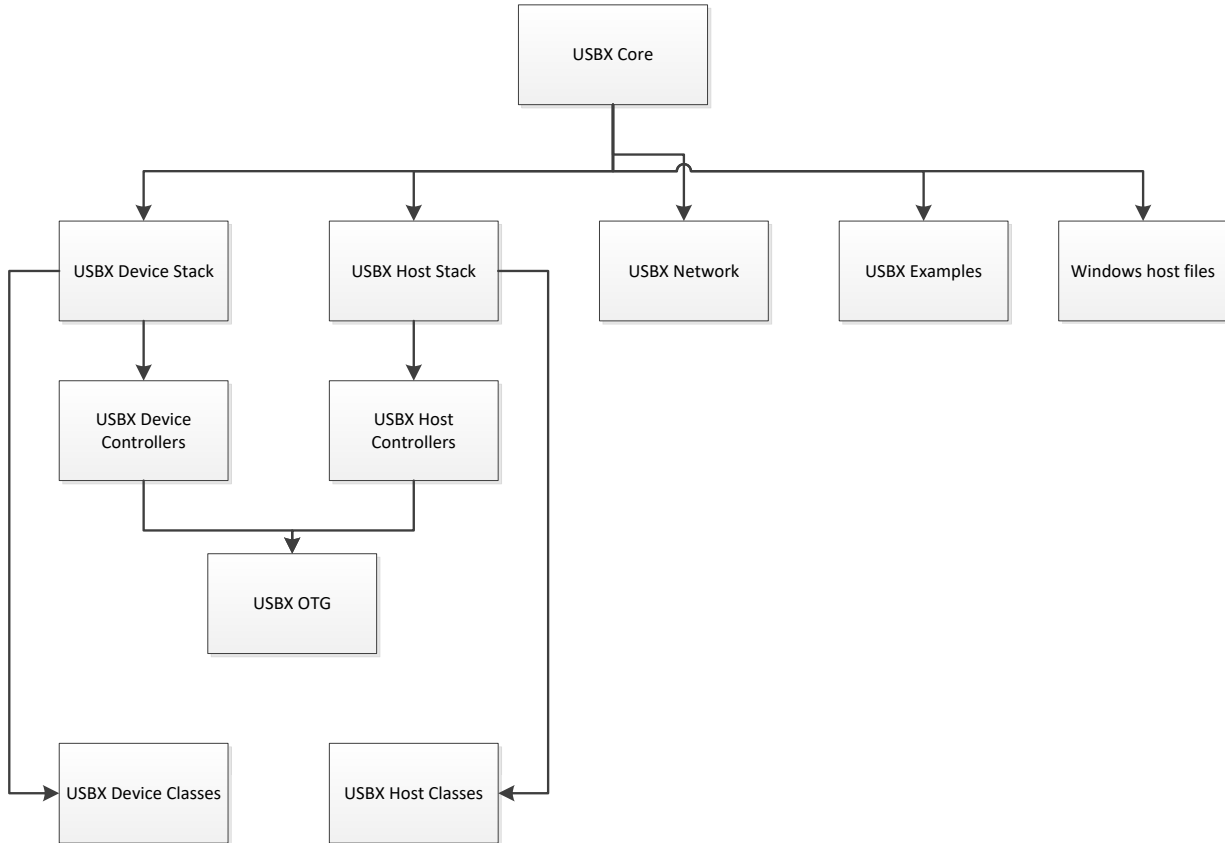 USBX Core
USBX Device Stack
USBX Host Stack
USBX Network
USBX Examples
Windows host files
USBX Device
Controllers
USBX Host
Controllers
USBX OTG
USBX Device Classes
USBX Host Classes